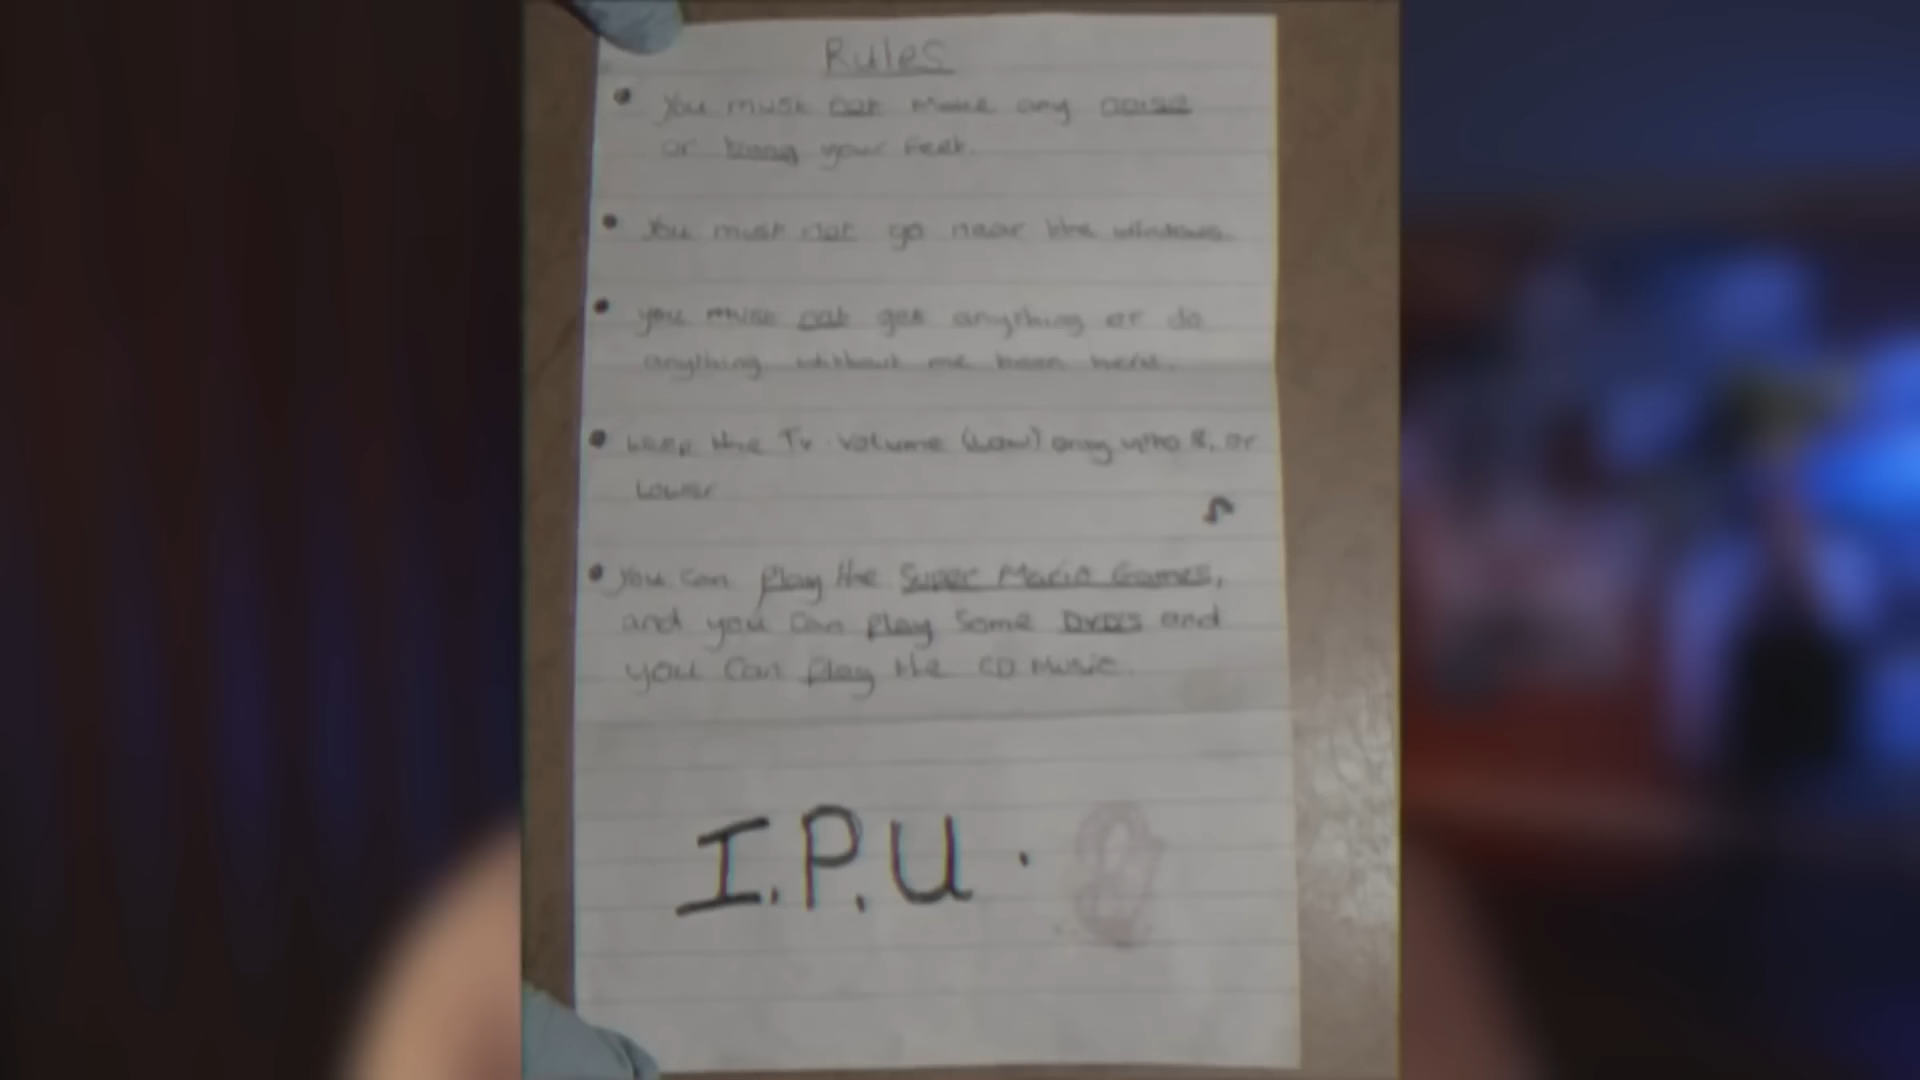 Rules
• You must not make any noise
or bang your feet.
• You must not go near the windows.
• you must not get anything or do
anything without me been here.
• keep the Tv volume (Low) only upto 8, or
Lower
• You can play the Super Mario Games,
and you can play Some DVDS and
you can play the CD Music.
I.P.U.